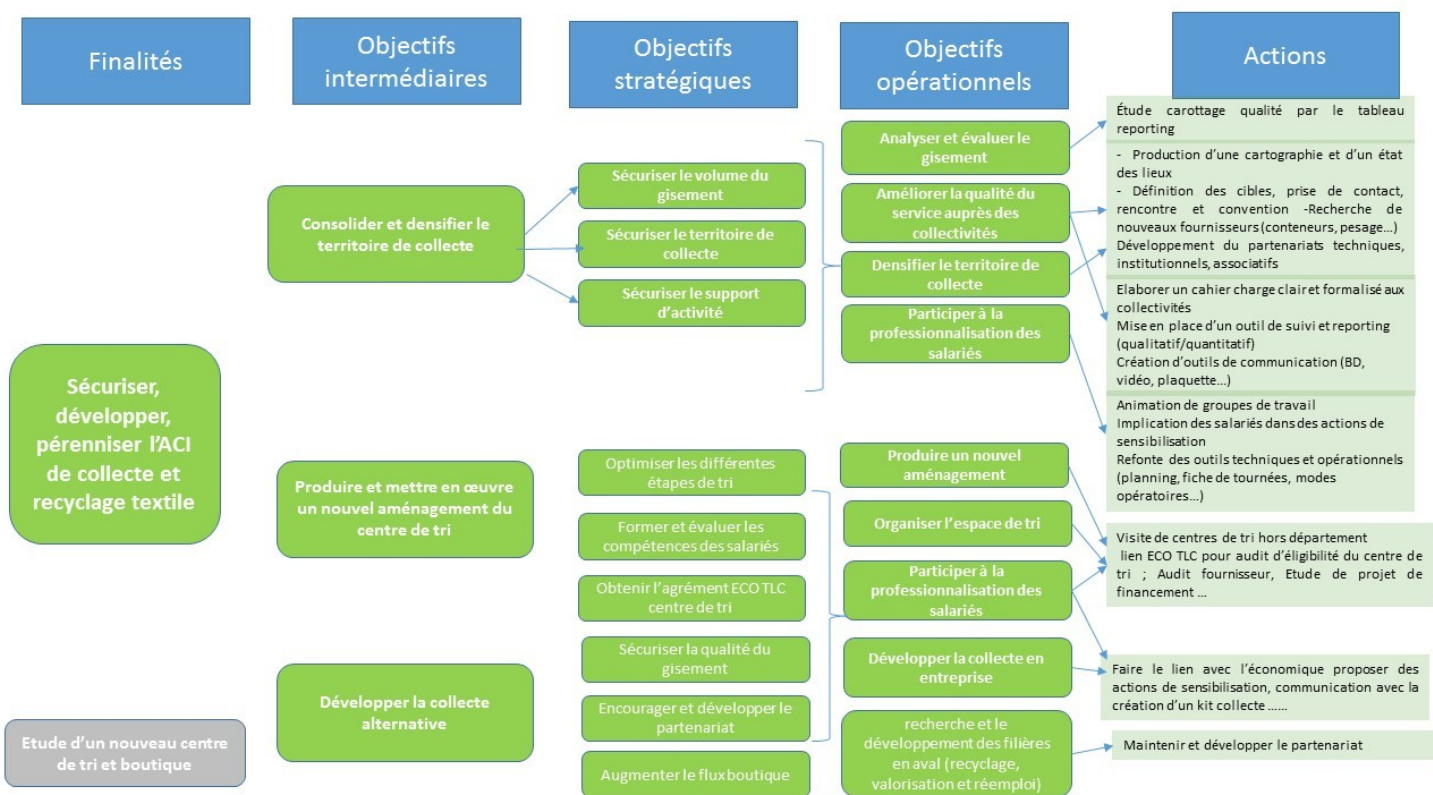 Finalités
Objectifs
intermédiaires
Objectifs
stratégiques
Objectifs
opérationnels
Actions
Sécuriser,
développer,
pérenniser l'ACI
de collecte et
recyclage textile
Etude d'un nouveau centre
de tri et boutique
Consolider et densifier le
territoire de collecte
Produire et mettre en œuvre
un nouvel aménagement du
centre de tri
Développer la collecte
alternative
Sécuriser le volume du
gisement
Sécuriser le territoire de
collecte
Sécuriser le support
d'activité
Optimiser les différentes
étapes de tri
Former et évaluer les
compétences des salariés
Obtenir l'agrément ECO TLC
centre de tri
Sécuriser la qualité du
gisement
Encourager et développer le
partenariat
Augmenter le flux boutique
Analyser et évaluer le
gisement
Améliorer la qualité du
service auprès des
collectivités
Densifier le territoire de
collecte
Participer à la
professionnalisation des
salariés
Produire un nouvel
aménagement
Organiser l'espace de tri
Participer à la
professionnalisation des
salariés
Développer la collecte en
entreprise
recherche et le
développement des filières
en aval (recyclage,
valorisation et réemploi)
Étude carottage qualité par le tableau
reporting
- Production d'une cartographie et d'un état
des lieux
- Définition des cibles, prise de contact,
rencontre et convention -Recherche de
nouveaux fournisseurs (conteneurs, pesage...)
Développement du partenariats techniques,
institutionnels, associatifs
Elaborer un cahier charge clair et formalisé aux
collectivités
Mise en place d'un outil de suivi et reporting
(qualitatif/quantitatif)
Création d'outils de communication (BD,
vidéo, plaquette...)
Animation de groupes de travail
Implication des salariés dans des actions de
sensibilisation
Refonte des outils techniques et opérationnels
(planning, fiche de tournées, modes
opératoires...)
Visite de centres de tri hors département
lien ECO TLC pour audit d'éligibilité du centre de
tri ; Audit fournisseur, Etude de projet de
financement ...
Faire le lien avec l'économique proposer des
actions de sensibilisation, communication avec la
création d'un kit collecte ......
Maintenir et développer le partenariat